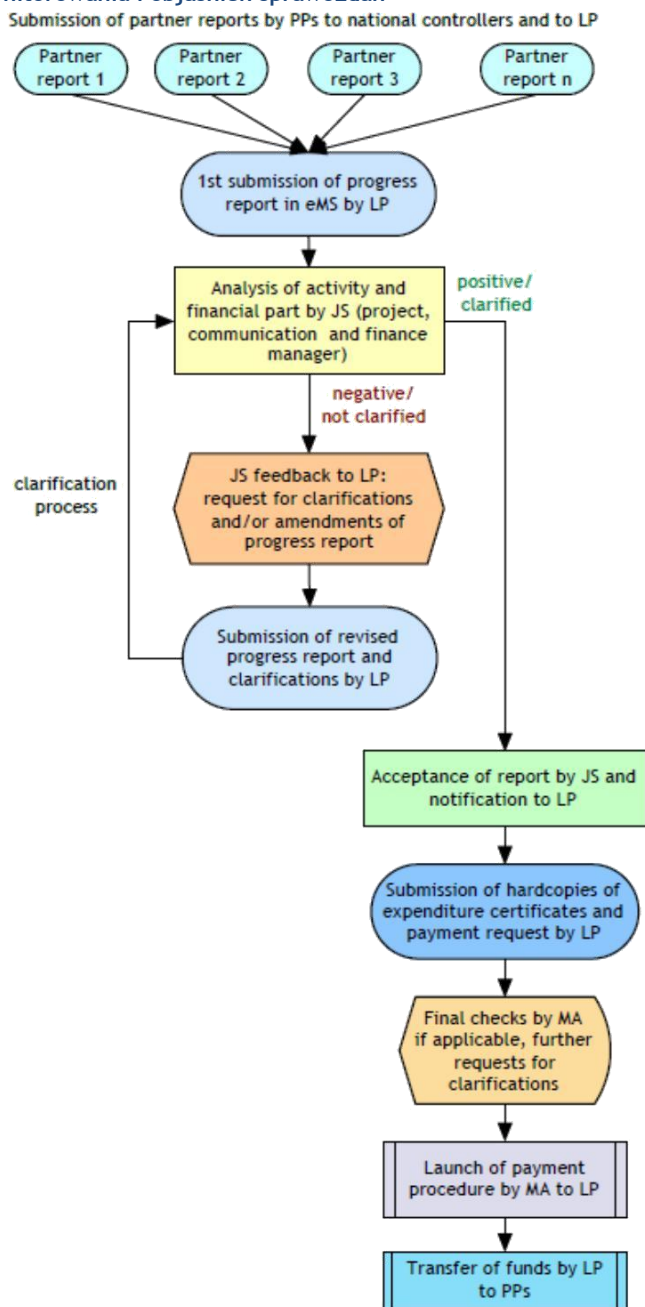 Submission of partner reports by PPs to national controllers and to LP
Partner
report 1
Partner
report 2
Partner
report 3
Partner
report n
1st submission of progress
report in eMS by LP
Analysis of activity and
financial part by JS (project,
communication and finance
manager)
positive/
clarified
negative/
not clarified
clarification
process
JS feedback to LP:
request for clarifications
and/or amendments of
progress report
Submission of revised
progress report and
clarifications by LP
Acceptance of report by JS and
notification to LP
Submission of hardcopies of
expenditure certificates and
payment request by LP
Final checks by MA
if applicable, further
requests for
clarifications
Launch of payment
procedure by MA to LP
Transfer of funds by LP
to PPs